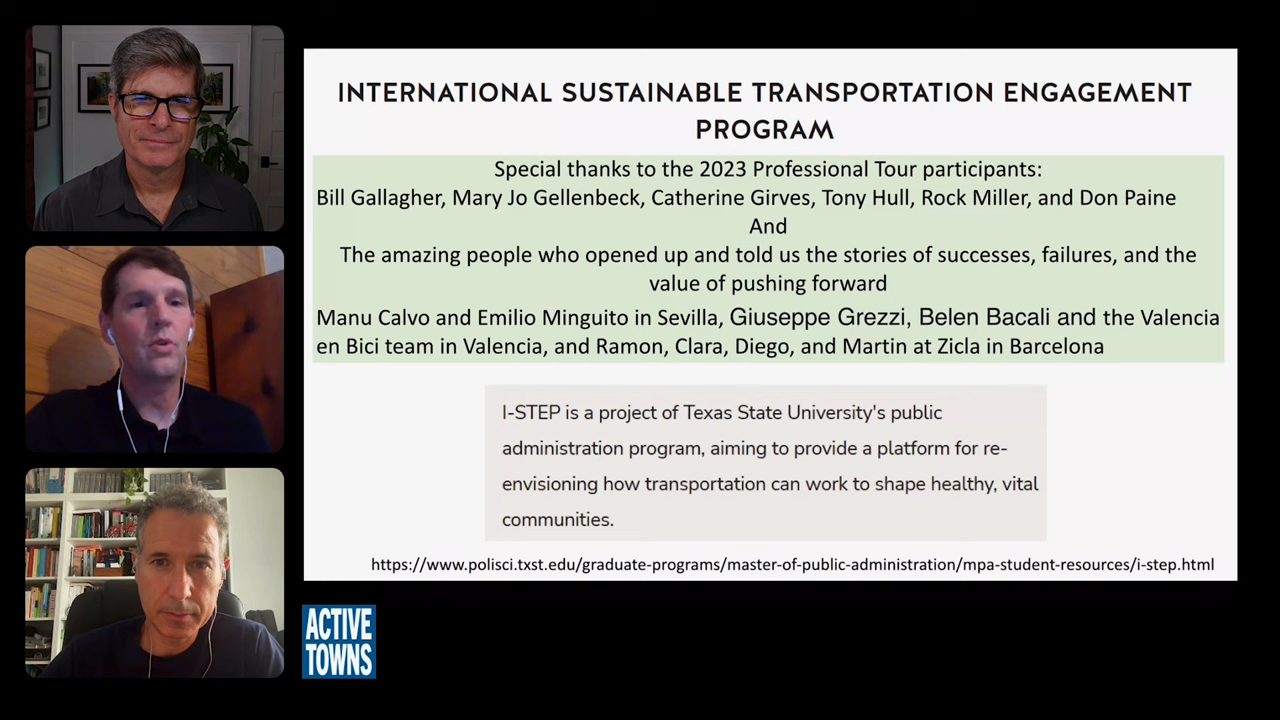 INTERNATIONAL SUSTAINABLE TRANSPORTATION ENGAGEMENT
PROGRAM
Special thanks to the 2023 Professional Tour participants:
Bill Gallagher, Mary Jo Gellenbeck, Catherine Girves, Tony Hull, Rock Miller, and Don Paine
And
The amazing people who opened up and told us the stories of successes, failures, and the
value of pushing forward
Manu Calvo and Emilio Minguito in Sevilla, Giuseppe Grezzi, Belen Bacali and the Valencia
en Bici team in Valencia, and Ramon, Clara, Diego, and Martin at Zicla in Barcelona
I-STEP is a project of Texas State University's public
administration program, aiming to provide a platform for re-
envisioning how transportation can work to shape healthy, vital
communities.
https://www.polisci.txst.edu/graduate-programs/master-of-public-administration/mpa-student-resources/i-step.html
ACTIVE
TOWNS